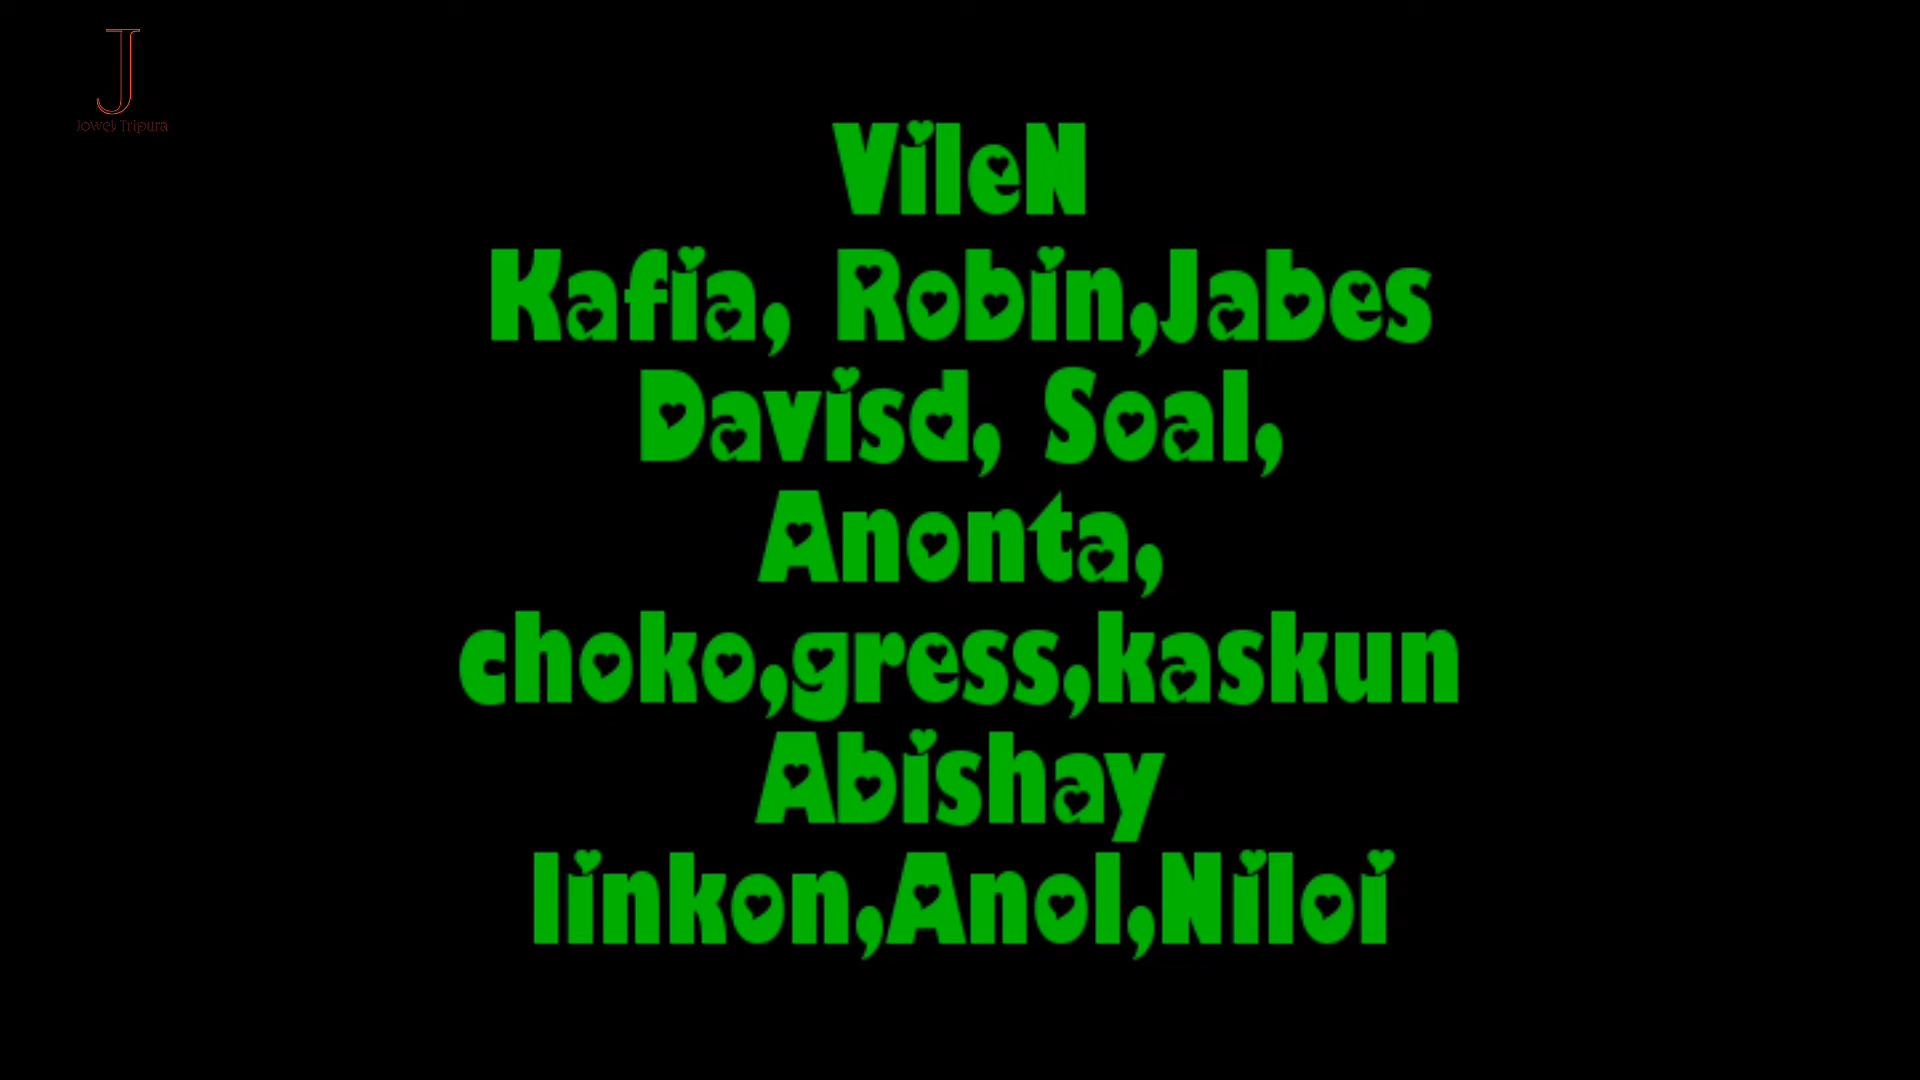 J
Jowel Tripura
VileN
Kafia, Robin,Jabes
Davisd, Soal,
Anonta,
choko,gress,kaskun
Abishay
linkon,Anol,Niloi